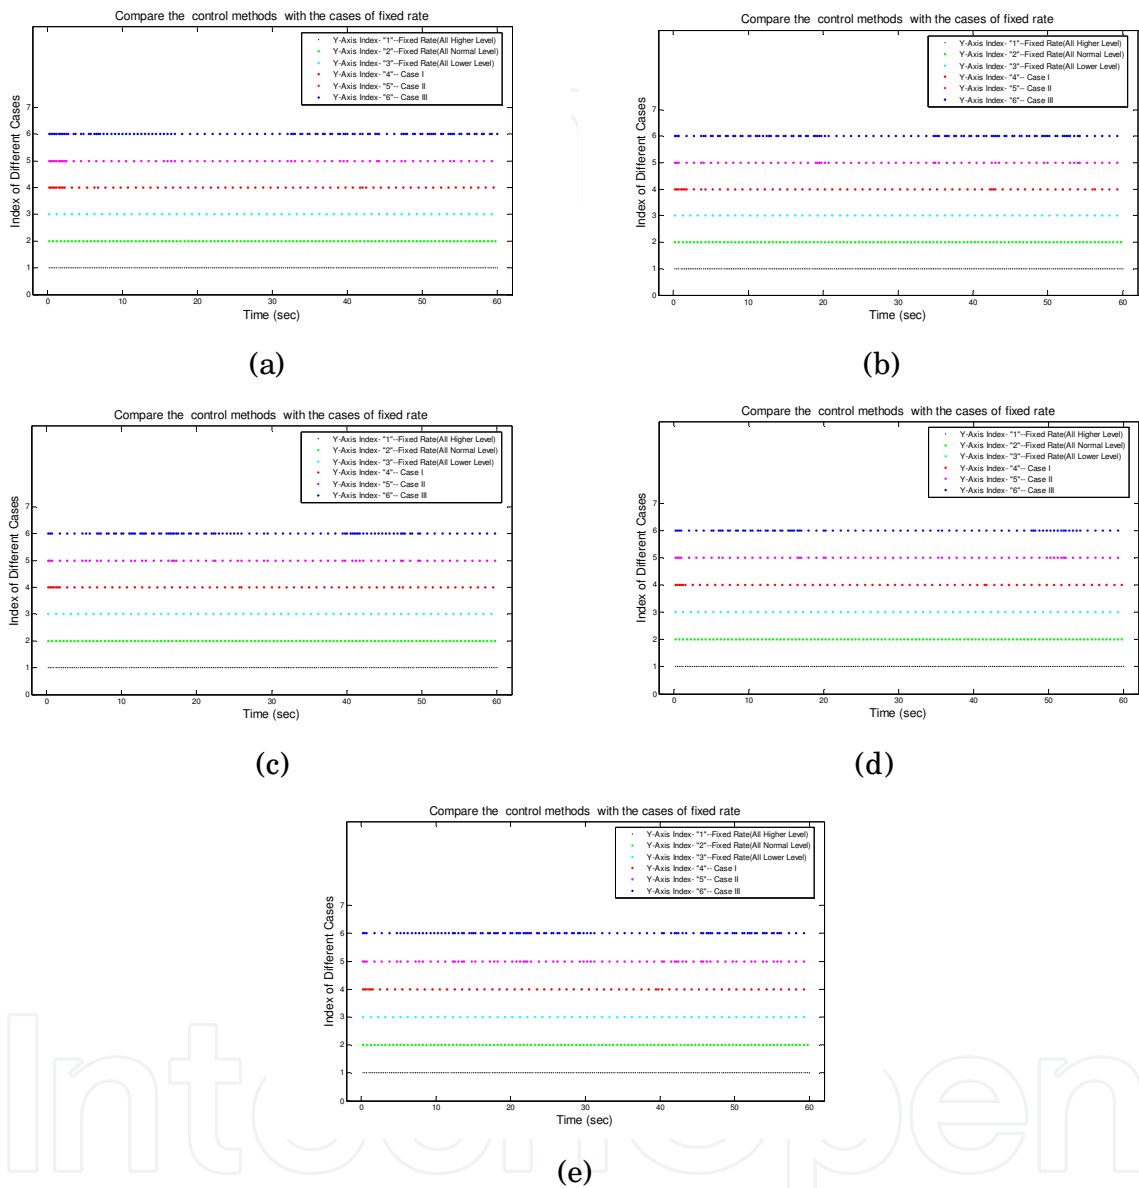 Compare the control methods with the cases of fixed rate
Y-Axis Index- "1"--Fixed Rate(All Higher Level)
Y-Axis Index- "2"--Fixed Rate(All Normal Level)
Y-Axis Index- "3"--Fixed Rate(All Lower Level)
Y-Axis Index- "4"-- Case I
Y-Axis Index- "5"-- Case II
Y-Axis Index- "6"-- Case III
Index of Different Cases
7
6
5
4
3
2
1
0
0 10 20 30 40 50 60
Time (sec)
(a)
Compare the control methods with the cases of fixed rate
Y-Axis Index- "1"--Fixed Rate(All Higher Level)
Y-Axis Index- "2"--Fixed Rate(All Normal Level)
Y-Axis Index- "3"--Fixed Rate(All Lower Level)
Y-Axis Index- "4"-- Case I
Y-Axis Index- "5"-- Case II
Y-Axis Index- "6"-- Case III
Index of Different Cases
7
6
5
4
3
2
1
0
0 10 20 30 40 50 60
Time (sec)
(b)
Compare the control methods with the cases of fixed rate
Y-Axis Index- "1"--Fixed Rate(All Higher Level)
Y-Axis Index- "2"--Fixed Rate(All Normal Level)
Y-Axis Index- "3"--Fixed Rate(All Lower Level)
Y-Axis Index- "4"-- Case I
Y-Axis Index- "5"-- Case II
Y-Axis Index- "6"-- Case III
Index of Different Cases
7
6
5
4
3
2
1
0
0 10 20 30 40 50 60
Time (sec)
(c)
Compare the control methods with the cases of fixed rate
Y-Axis Index- "1"--Fixed Rate(All Higher Level)
Y-Axis Index- "2"--Fixed Rate(All Normal Level)
Y-Axis Index- "3"--Fixed Rate(All Lower Level)
Y-Axis Index- "4"-- Case I
Y-Axis Index- "5"-- Case II
Y-Axis Index- "6"-- Case III
Index of Different Cases
7
6
5
4
3
2
1
0
0 10 20 30 40 50 60
Time (sec)
(d)
Compare the control methods with the cases of fixed rate
Y-Axis Index- "1"--Fixed Rate(All Higher Level)
Y-Axis Index- "2"--Fixed Rate(All Normal Level)
Y-Axis Index- "3"--Fixed Rate(All Lower Level)
Y-Axis Index- "4"-- Case I
Y-Axis Index- "5"-- Case II
Y-Axis Index- "6"-- Case III
Index of Different Cases
7
6
5
4
3
2
1
0
0 10 20 30 40 50 60
Time (sec)
(e)